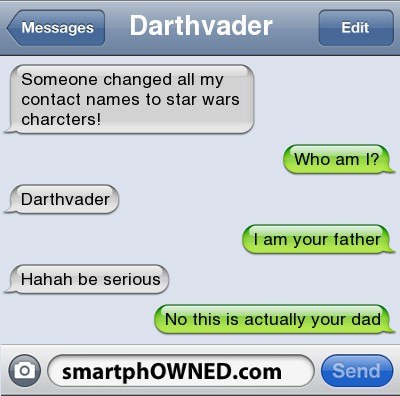 Messages
Darthvader
Edit
Someone changed all my
contact names to star wars
charcters!
Who am I?
Darthvader
I am your father
Hahah be serious
No this is actually your dad
smartphOWNED.com
Send